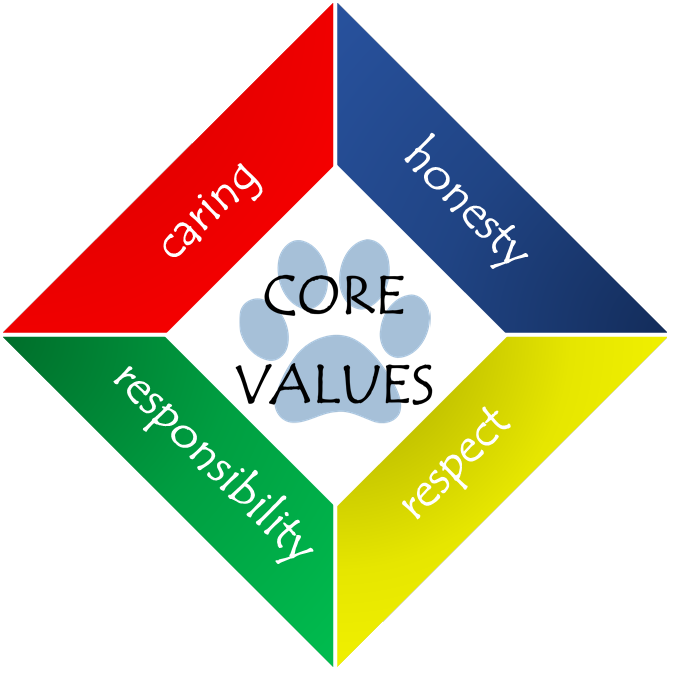 caring
honesty
CORE
VALUES
responsibility
respect